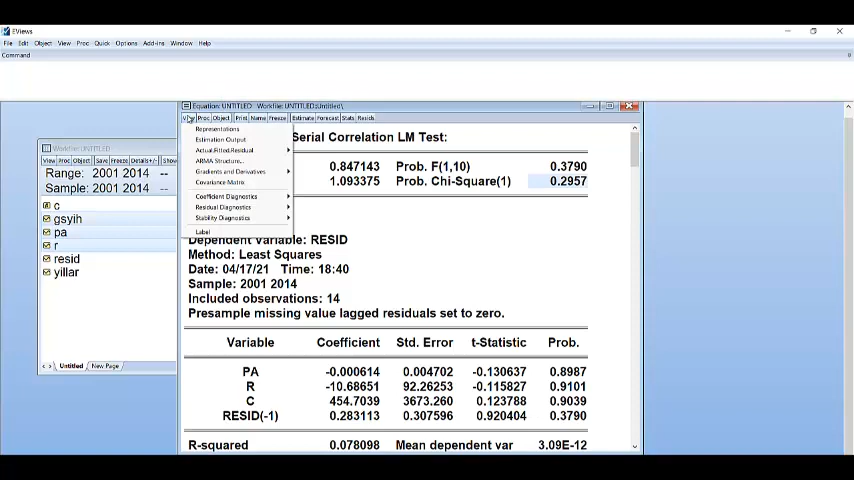 EViews
File Edit Object View Proc Quick Options Add-ins Window Help
Command
Equation: UNTITLED Workfile: UNTITLED::Untitled\
View Proc Object Print Name Freeze Estimate Forecast Stats Resids
Workfile: UNTITLED
View Proc Object Save Freeze Details+/- Show
Range: 2001 2014 --
Sample: 2001 2014 --
c
gsyih
pa
r
resid
yillar
Untitled New Page
Representations
Estimation Output
Actual,Fitted,Residual
ARMA Structure...
Gradients and Derivatives
Covariance Matrix
Coefficient Diagnostics
Residual Diagnostics
Stability Diagnostics
Label
Serial Correlation LM Test:
0.847143 Prob. F(1,10) 0.3790
1.093375 Prob. Chi-Square(1) 0.2957
Dependent Variable: RESID
Method: Least Squares
Date: 04/17/21 Time: 18:40
Sample: 2001 2014
Included observations: 14
Presample missing value lagged residuals set to zero.
Variable Coefficient Std. Error t-Statistic Prob.
PA -0.000614 0.004702 -0.130637 0.8987
R -10.68651 92.26253 -0.115827 0.9101
C 454.7039 3673.260 0.123788 0.9039
RESID(-1) 0.283113 0.307596 0.920404 0.3790
R-squared 0.078098 Mean dependent var 3.09E-12